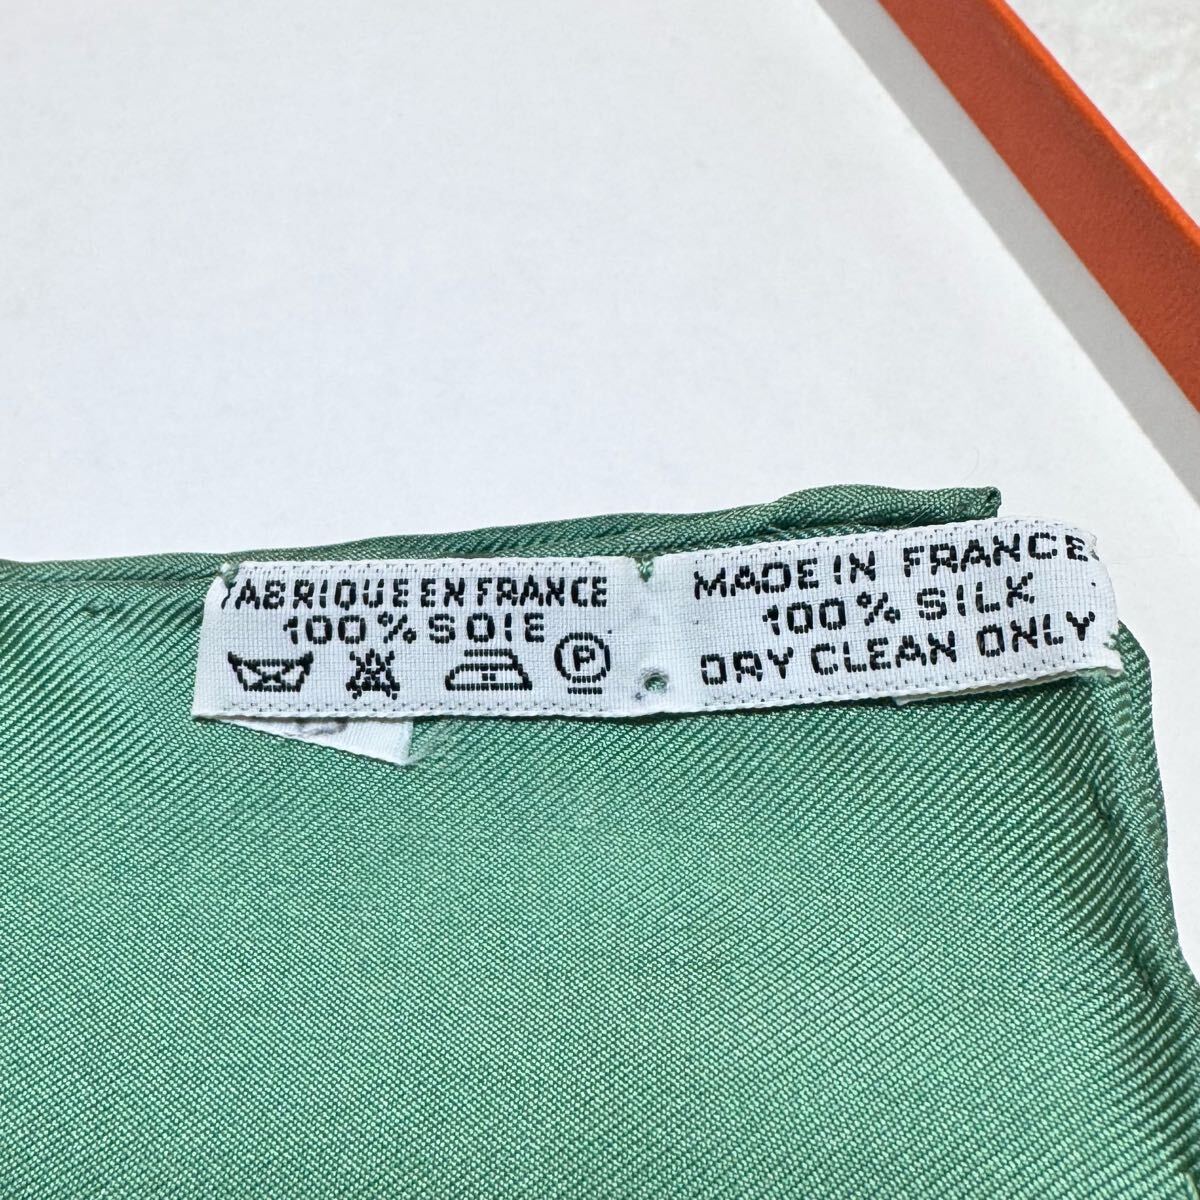 FABRIQUE EN FRANCE
100% SOIE
P
MADE IN FRANCE
100% SILK
DRY CLEAN ONLY